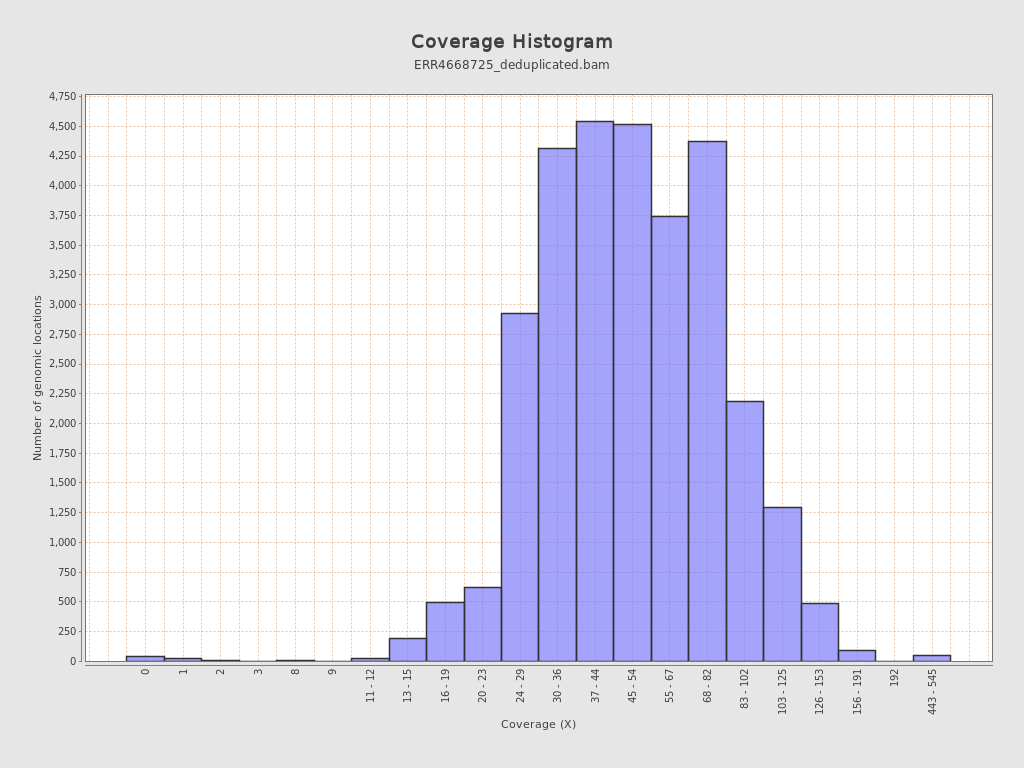 Coverage Histogram
ERR4668725_deduplicated.bam
Number of genomic locations
4,750
4,500
4,250
4,000
3,750
3,500
3,250
3,000
2,750
2,500
2,250
2,000
1,750
1,500
1,250
1,000
750
500
250
0
0
1
2
3
8
9
11 - 12
13 - 15
16 - 19
20 - 23
24 - 29
30 - 36
37 - 44
45 - 54
55 - 67
68 - 82
83 - 102
103 - 125
126 - 153
156 - 191
192
443 - 545
Coverage (X)